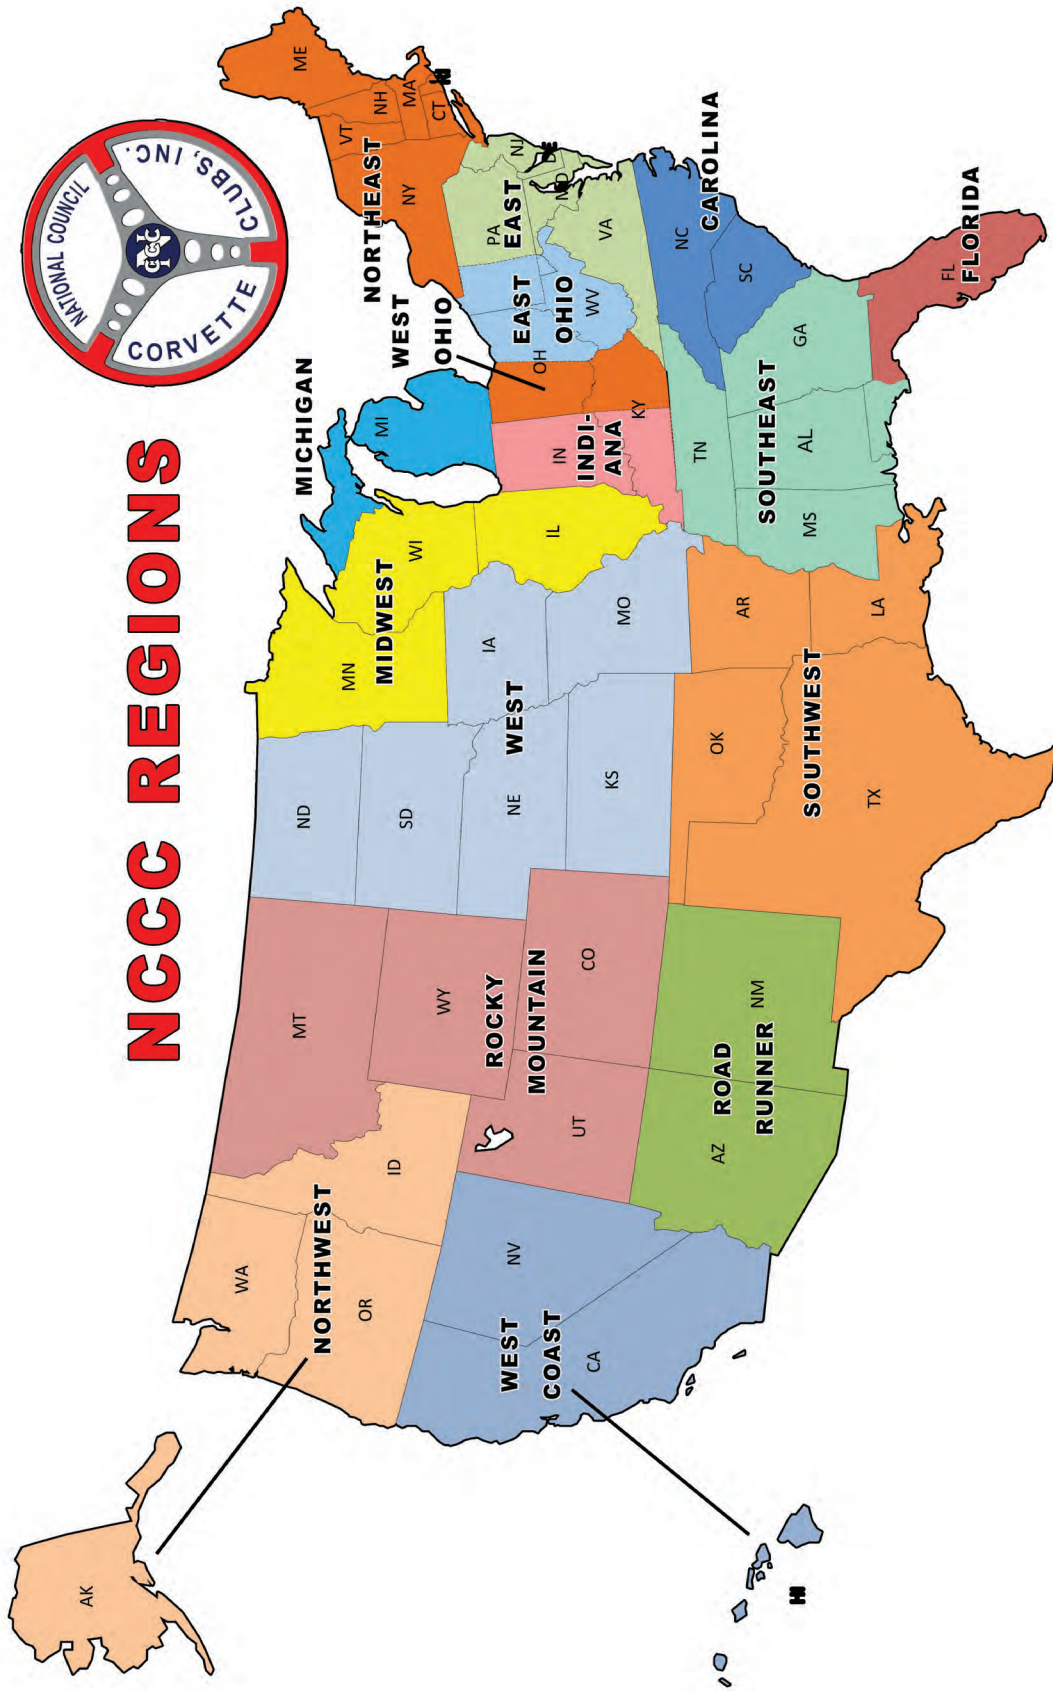 NCCC REGIONS
NATIONAL COUNCIL
CORVETTE
CLUBS, INC.
NCCC
AK
HI
NORTHWEST
WA
OR
ID
WEST
COAST
NV
CA
ROCKY
MOUNTAIN
MT
WY
UT
CO
ROAD
RUNNER
AZ
NM
WEST
ND
SD
NE
KS
IA
MO
SOUTHWEST
OK
TX
AR
LA
MIDWEST
MN
WI
IL
MICHIGAN
MI
INDI-
ANA
IN
KY
WEST
OHIO
OH
EAST
OHIO
WV
EAST
PA
NJ
DE
MD
VA
NORTHEAST
NY
VT
NH
ME
MA
CT
RI
CAROLINA
NC
SC
SOUTHEAST
TN
MS
AL
GA
FLORIDA
FL